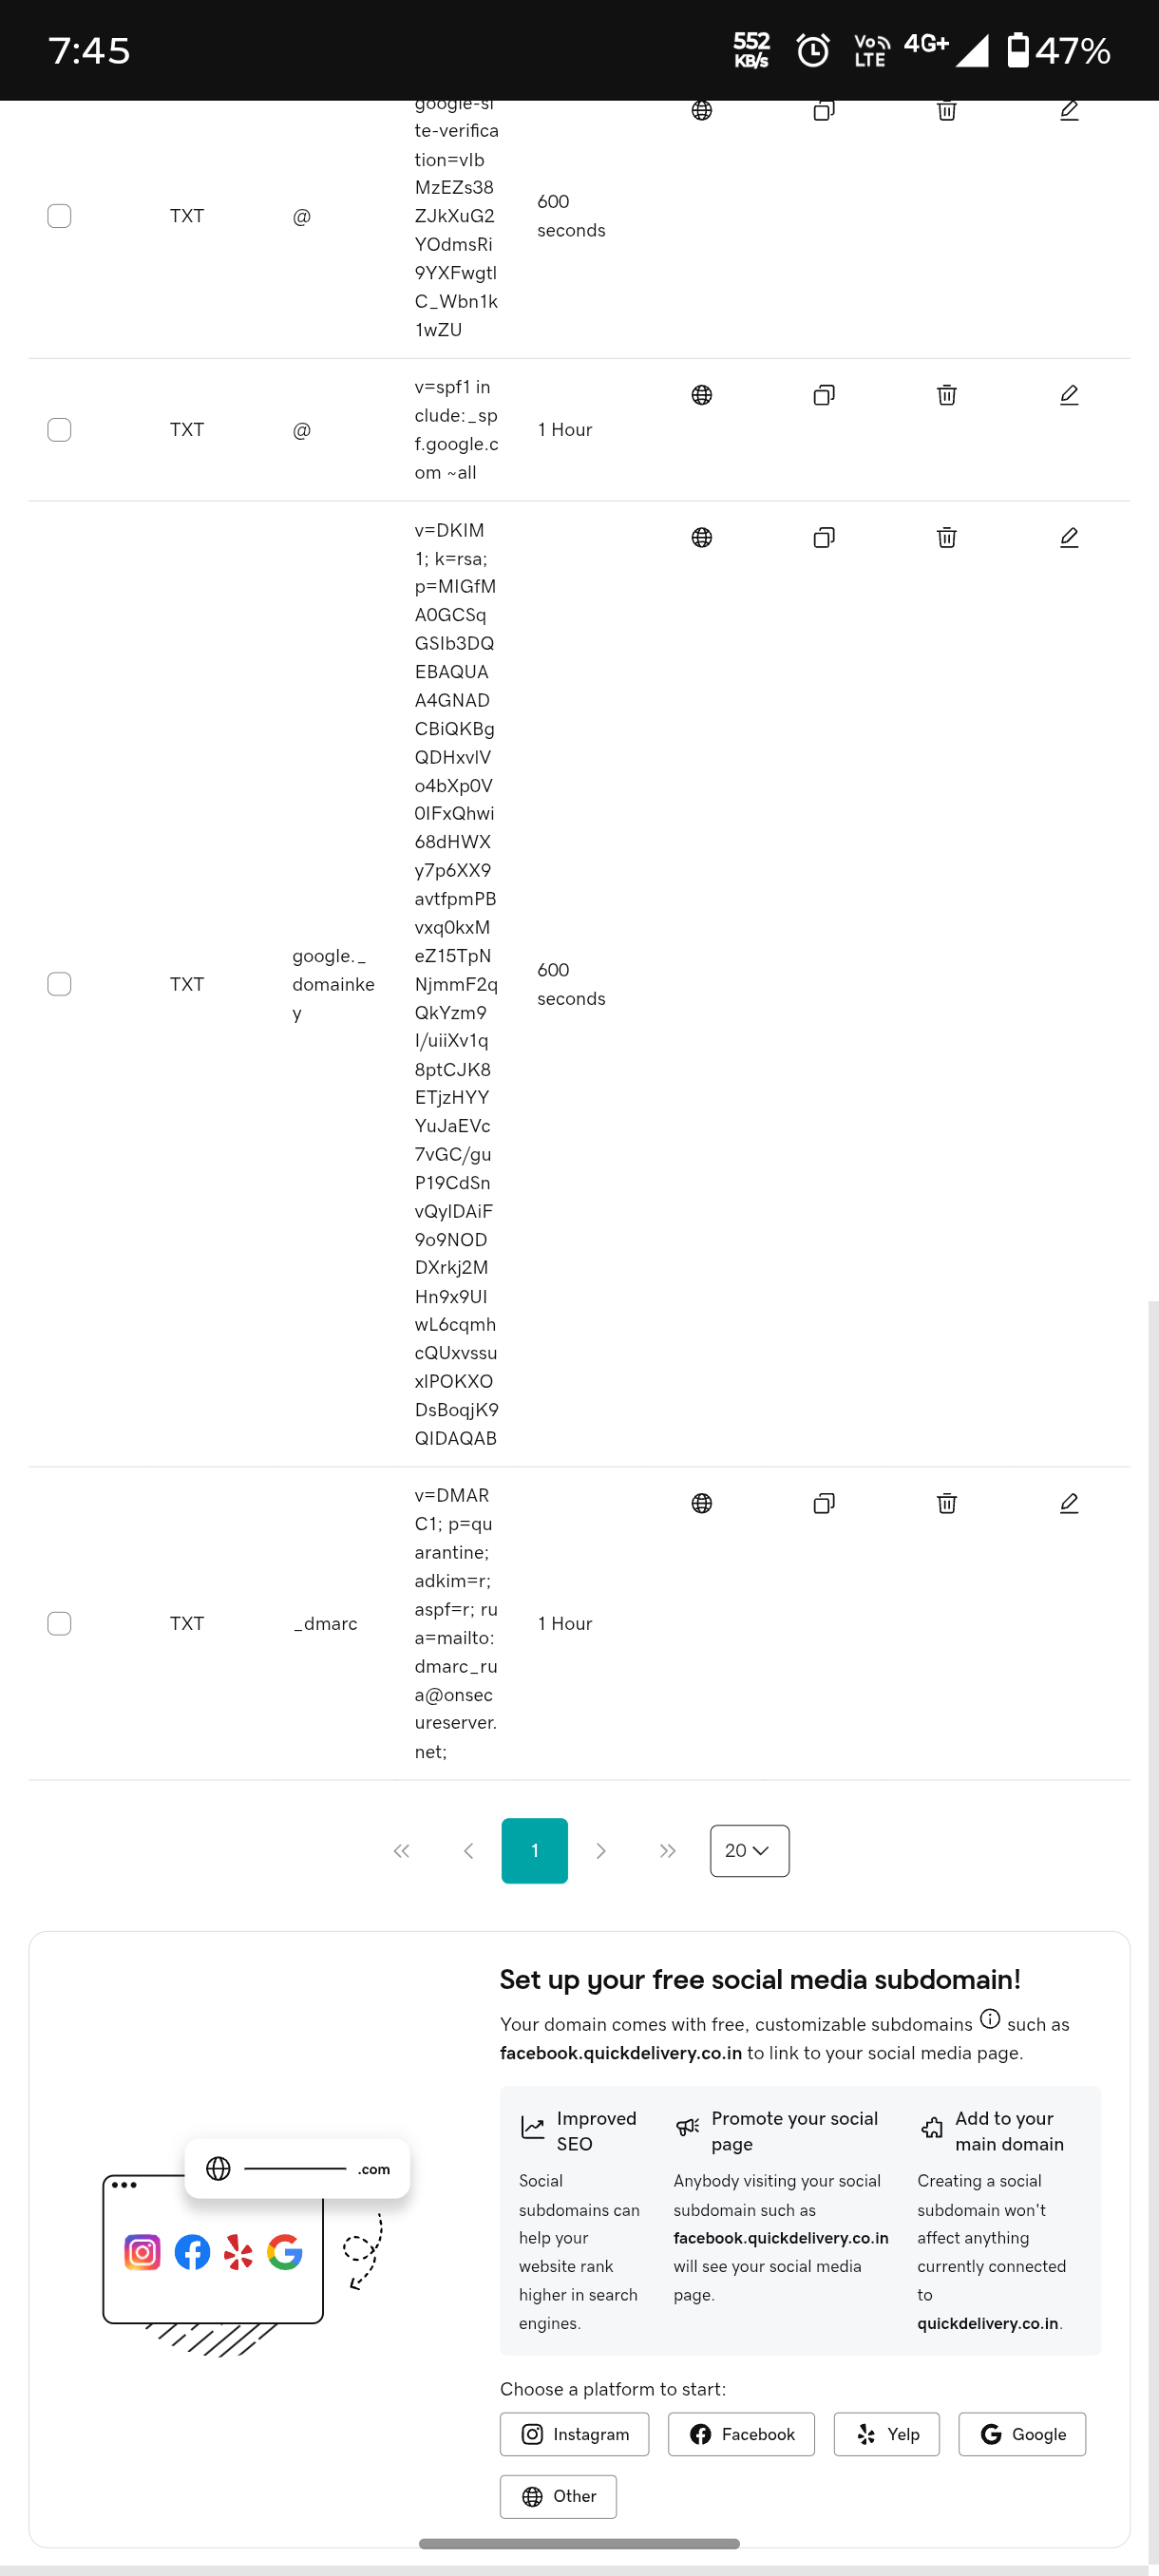 7:45
552 KB/s Vo LTE 4G+ 47%
google-si
te-verifica
tion=vIb
MzEZs38
ZJkXuG2
YOdmsRi
9YXFwgtI
C_Wbn1k
1wZU
TXT @ 600 seconds
v=spf1 in
clude:_sp
f.google.c
om ~all
TXT @ 1 Hour
v=DKIM
1; k=rsa;
p=MIGfM
A0GCSq
GSIb3DQ
EBAQUA
A4GNAD
CBiQKBg
QDHxvlV
o4bXp0V
0IFxQhwi
68dHWX
y7p6XX9
avtfpmPB
vxq0kxM
eZ15TpN
NjmmF2q
QkYzm9
I/uiiXv1q
8ptCJK8
ETjzHYY
YuJaEVc
7vGC/gu
P19CdSn
vQyIDAiF
9o9NOD
DXrkj2M
Hn9x9UI
wL6cqmh
cQUxvssu
xIPOKXO
DsBoqjK9
QIDAQAB
TXT google._
domainke
y
600 seconds
v=DMAR
C1; p=qu
arantine;
adkim=r;
aspf=r; ru
a=mailto:
dmarc_ru
a@onsec
ureserver.
net;
TXT _dmarc 1 Hour
1 20
Set up your free social media subdomain!
Your domain comes with free, customizable subdomains such as
facebook.quickdelivery.co.in to link to your social media page.
Improved
SEO
Social
subdomains can
help your
website rank
higher in search
engines.
Promote your social
page
Anybody visiting your social
subdomain such as
facebook.quickdelivery.co.in
will see your social media
page.
Add to your
main domain
Creating a social
subdomain won't
affect anything
currently connected
to
quickdelivery.co.in.
.com
Choose a platform to start:
Instagram Facebook Yelp Google
Other